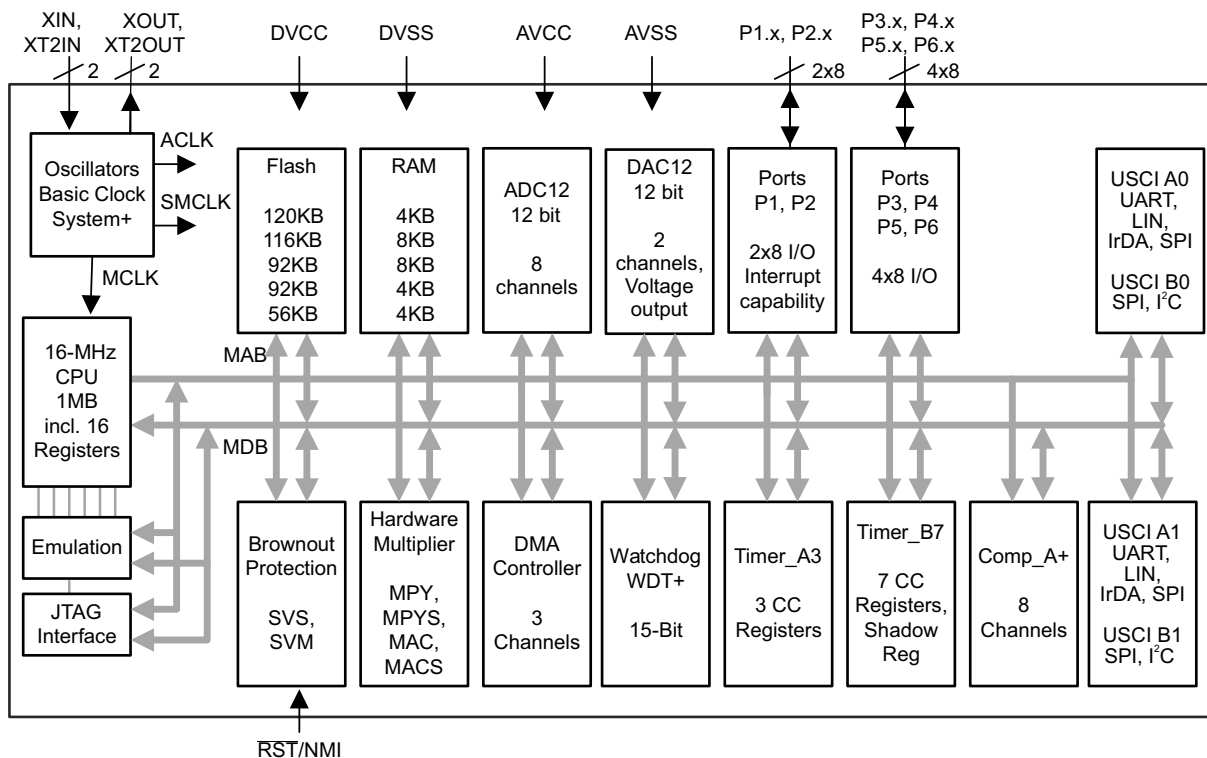 XIN,
XT2IN
XOUT,
XT2OUT
DVCC
DVSS
AVCC
AVSS
P1.x, P2.x
P3.x, P4.x
P5.x, P6.x
2
2
2x8
4x8
Oscillators
Basic Clock
System+
ACLK
SMCLK
MCLK
Flash
120KB
116KB
92KB
92KB
56KB
RAM
4KB
8KB
8KB
4KB
4KB
ADC12
12 bit
8
channels
DAC12
12 bit
2
channels,
Voltage
output
Ports
P1, P2
2x8 I/O
Interrupt
capability
Ports
P3, P4
P5, P6
4x8 I/O
USCI A0
UART,
LIN,
IrDA, SPI
USCI B0
SPI, I²C
16-MHz
CPU
1MB
incl. 16
Registers
MAB
MDB
Emulation
JTAG
Interface
Brownout
Protection
SVS,
SVM
Hardware
Multiplier
MPY,
MPYS,
MAC,
MACS
DMA
Controller
3
Channels
Watchdog
WDT+
15-Bit
Timer_A3
3 CC
Registers
Timer_B7
7 CC
Registers,
Shadow
Reg
Comp_A+
8
Channels
USCI A1
UART,
LIN,
IrDA, SPI
USCI B1
SPI, I²C
RST/NMI